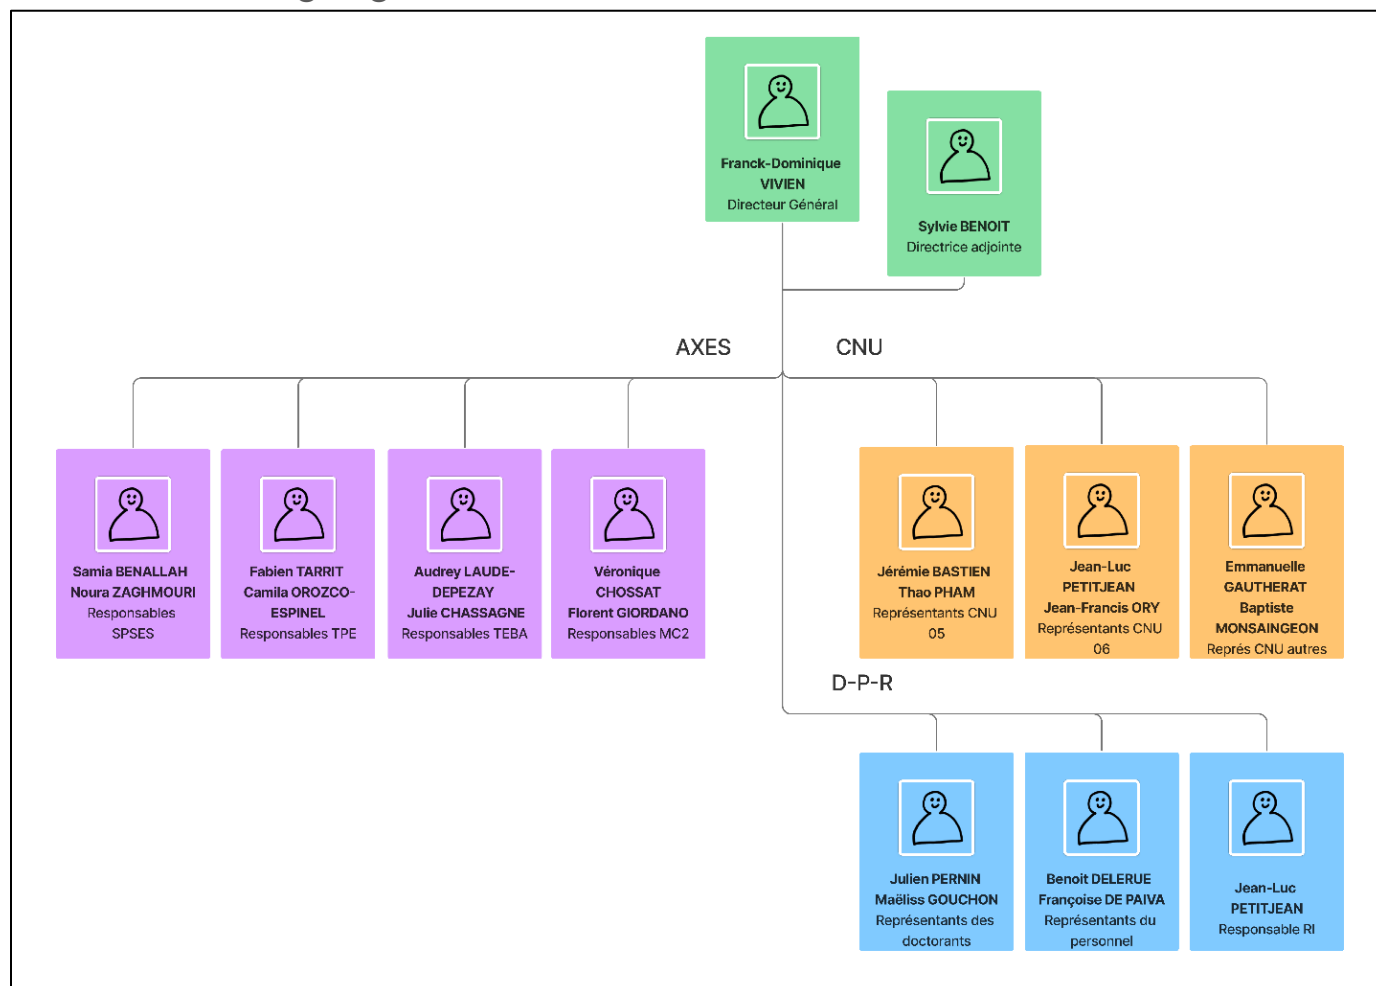 Franck-Dominique
VIVIEN
Directeur Général
Sylvie BENOIT
Directrice adjointe
AXES
CNU
Samia BENALLAH
Noura ZAGHMOURI
Responsables
SPSES
Fabien TARRIT
Camila OROZCO-
ESPINEL
Responsables TPE
Audrey LAUDE-
DEPEZAY
Julie CHASSAGNE
Responsables TEBA
Véronique
CHOSSAT
Florent GIORDANO
Responsables MC2
Jérémie BASTIEN
Thao PHAM
Représentants CNU
05
Jean-Luc
PETITJEAN
Jean-Francis ORY
Représentants CNU
06
Emmanuelle
GAUTHERAT
Baptiste
MONSAINGEON
Représ CNU autres
D-P-R
Julien PERNIN
Maëliss GOUCHON
Représentants des
doctorants
Benoit DELERUE
Françoise DE PAIVA
Représentants du
personnel
Jean-Luc
PETITJEAN
Responsable RI